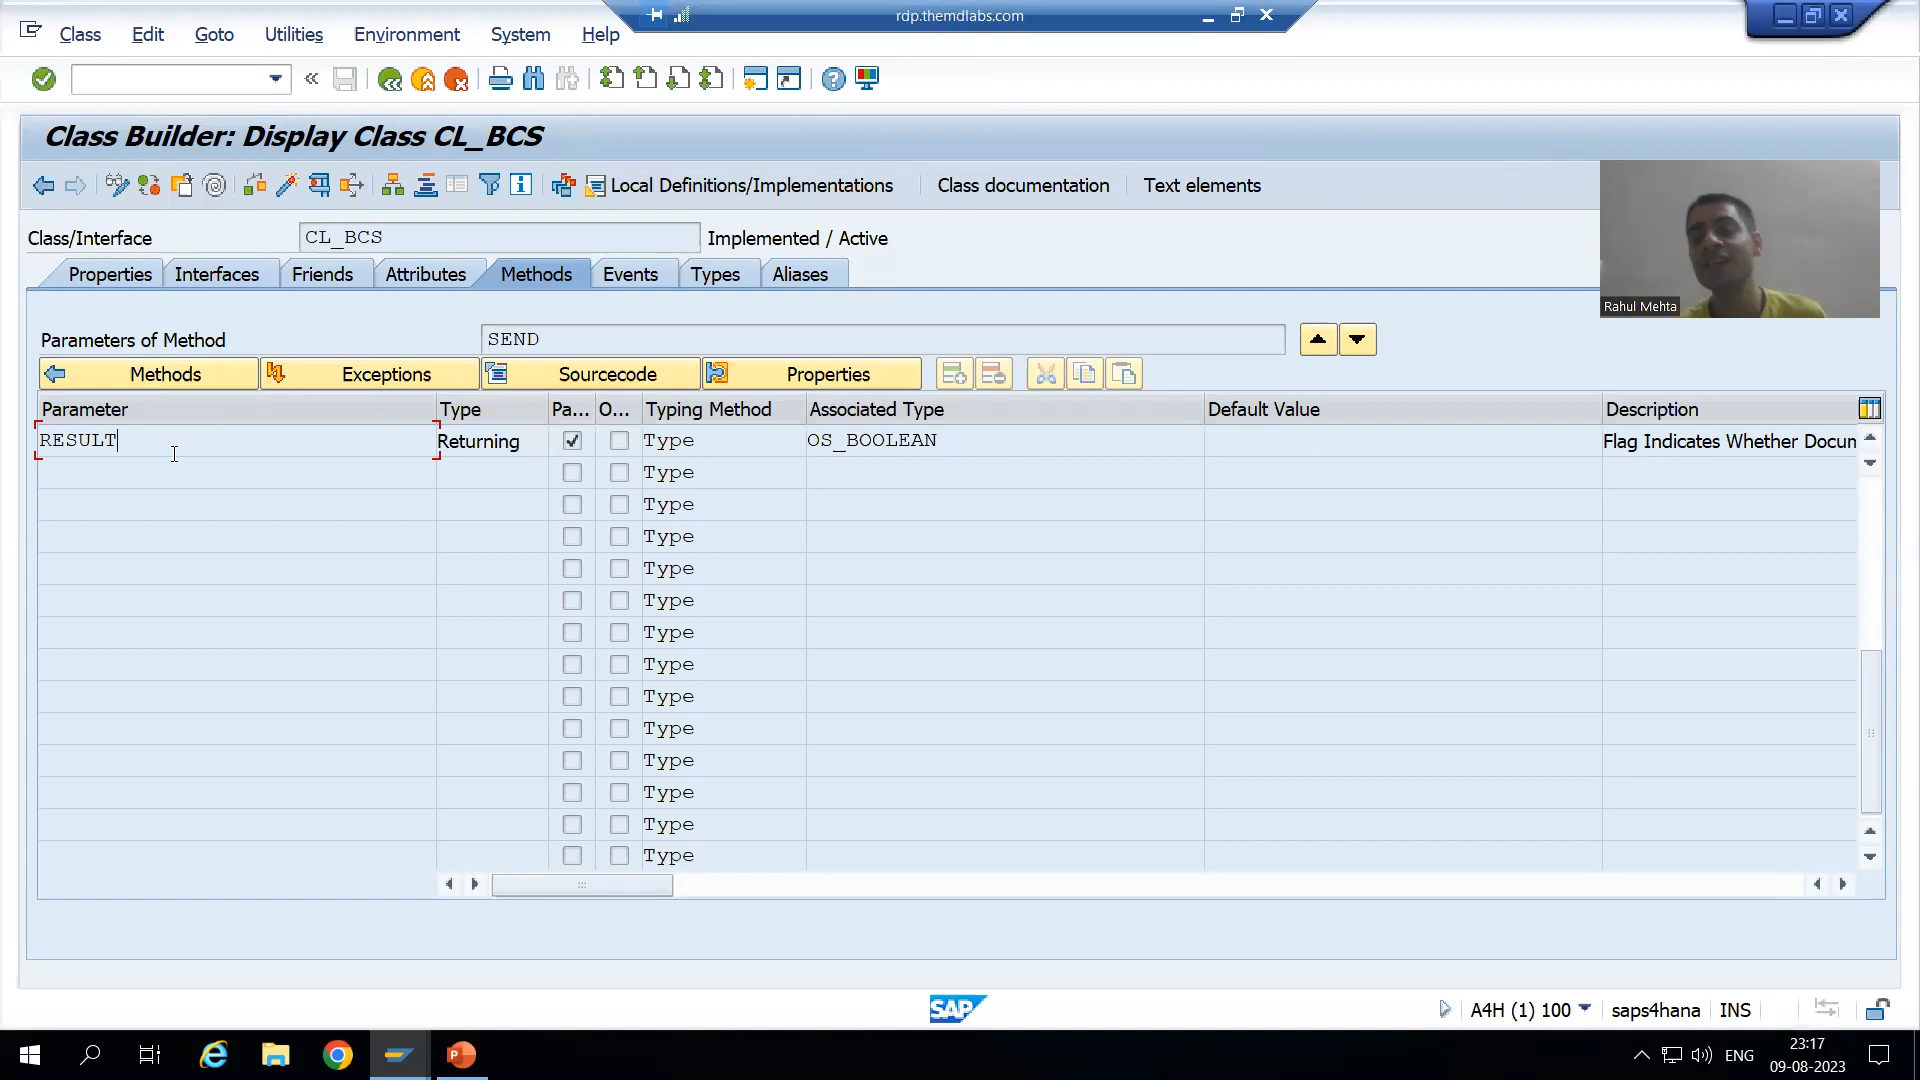 rdp.themdlabs.com
Class Edit Goto Utilities Environment System Help
Class Builder: Display Class CL_BCS
Local Definitions/Implementations Class documentation Text elements
Class/Interface CL_BCS Implemented / Active
Properties Interfaces Friends Attributes Methods Events Types Aliases
Rahul Mehta
Parameters of Method SEND
Methods Exceptions Sourcecode Properties
Parameter Type Pa... O... Typing Method Associated Type Default Value Description
RESULT Returning Type OS_BOOLEAN Flag Indicates Whether Docum
Type
Type
Type
Type
Type
Type
Type
Type
Type
Type
Type
Type
Type
SAP A4H (1) 100 saps4hana INS
ENG 23:17
09-08-2023